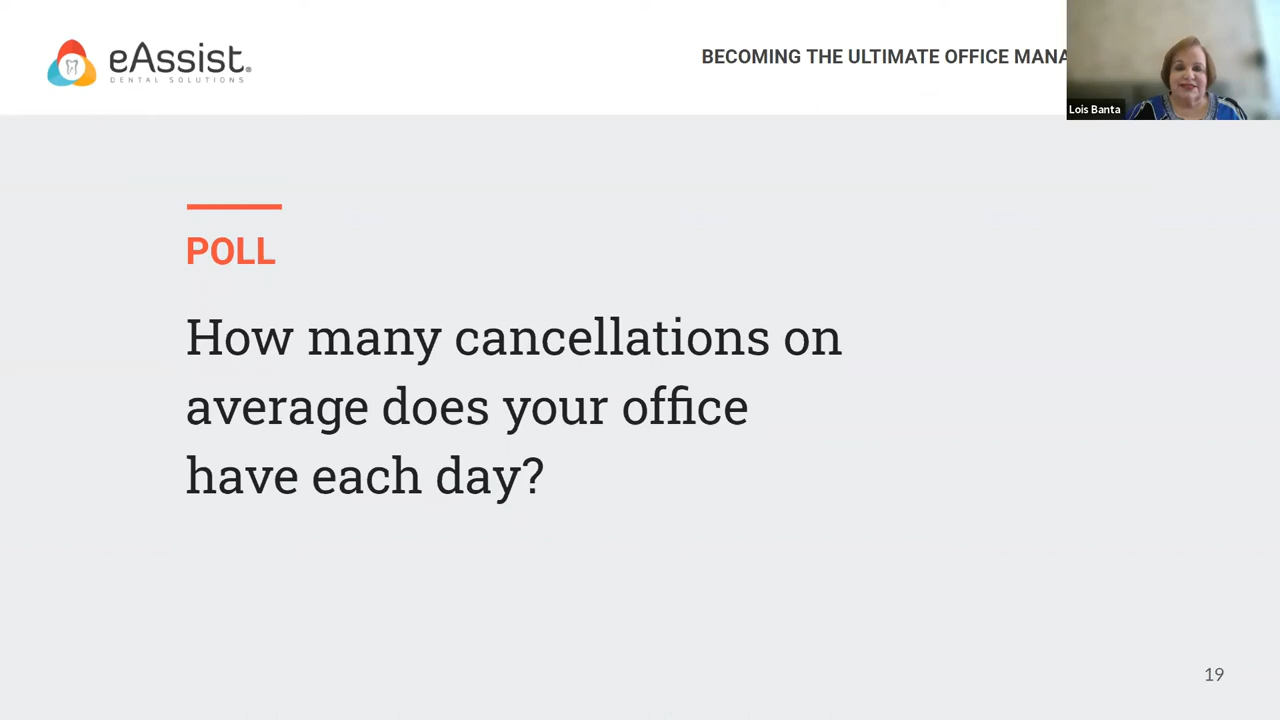 eAssist®
DENTAL SOLUTIONS
BECOMING THE ULTIMATE OFFICE MANA
Lois Banta
POLL
How many cancellations on
average does your office
have each day?
19